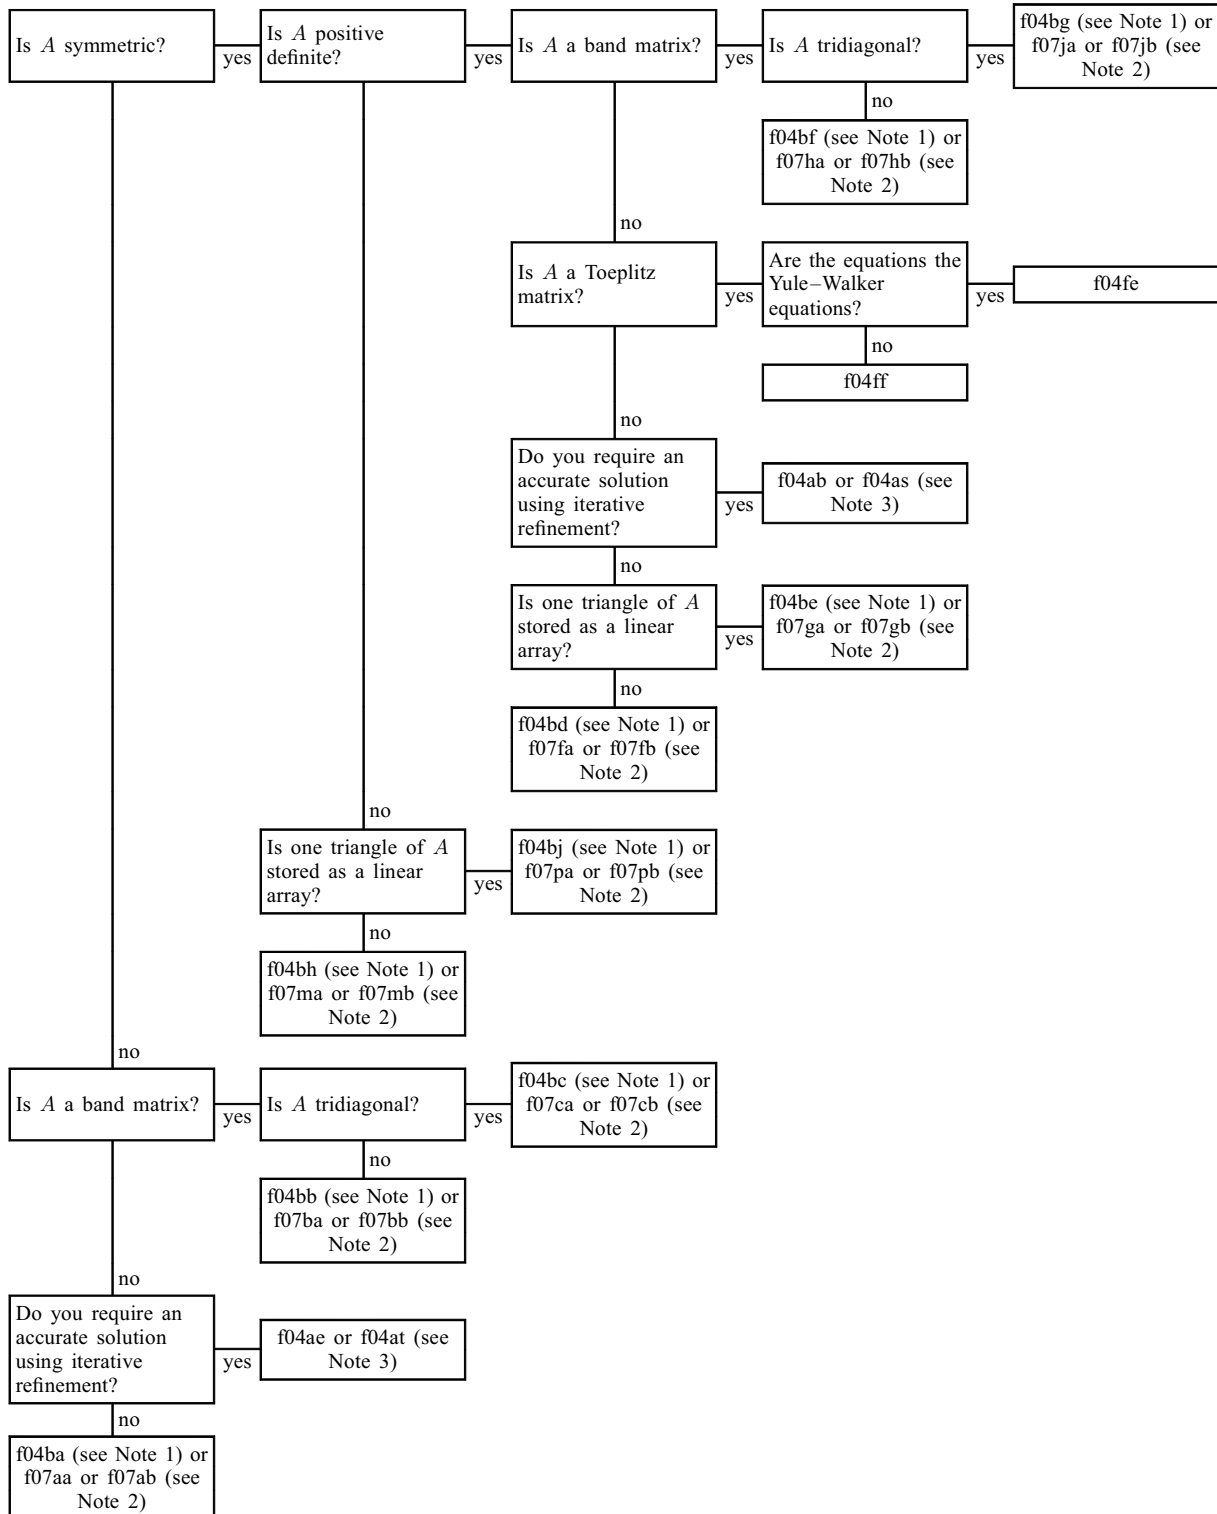 Is A symmetric?
yes
Is A positive
definite?
yes
Is A a band matrix?
yes
Is A tridiagonal?
yes
f04bg (see Note 1) or
f07ja or f07jb (see
Note 2)
no
f04bf (see Note 1) or
f07ha or f07hb (see
Note 2)
no
Is A a Toeplitz
matrix?
yes
Are the equations the
Yule–Walker
equations?
yes
f04fe
no
f04ff
no
Do you require an
accurate solution
using iterative
refinement?
yes
f04ab or f04as (see
Note 3)
no
Is one triangle of A
stored as a linear
array?
yes
f04be (see Note 1) or
f07ga or f07gb (see
Note 2)
no
f04bd (see Note 1) or
f07fa or f07fb (see
Note 2)
no
Is one triangle of A
stored as a linear
array?
yes
f04bj (see Note 1) or
f07pa or f07pb (see
Note 2)
no
f04bh (see Note 1) or
f07ma or f07mb (see
Note 2)
no
Is A a band matrix?
yes
Is A tridiagonal?
yes
f04bc (see Note 1) or
f07ca or f07cb (see
Note 2)
no
f04bb (see Note 1) or
f07ba or f07bb (see
Note 2)
no
Do you require an
accurate solution
using iterative
refinement?
yes
f04ae or f04at (see
Note 3)
no
f04ba (see Note 1) or
f07aa or f07ab (see
Note 2)